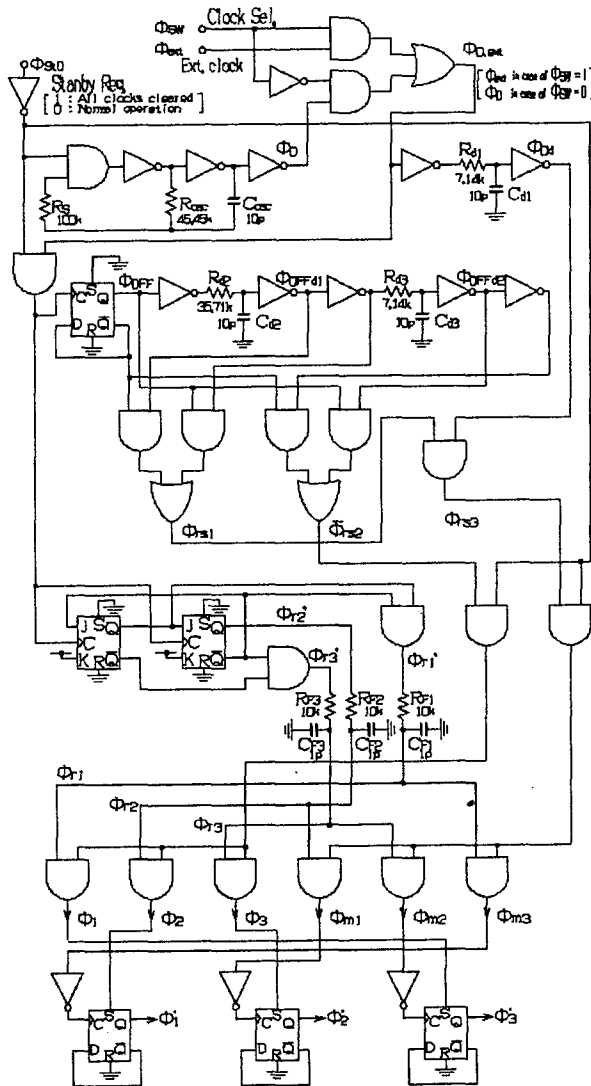 Clock Sel.
ΦSW
Φext
Ext. clock
ΦD,ext
Φext in case of ΦSW=1
ΦD in case of ΦSW=0
Stanby Req.
1 : All clocks cleared
0 : Normal operation
ΦD
Rd1
7.14k
ΦDd
10p
Cd1
100k
Rosc
45.45k
Cosc
10p
ΦDFF
Rd2
35.71k
ΦDFFd1
Rd3
7.14k
ΦDFFd2
10p
Cd2
10p
Cd3
C S Q
D R Q̅
Φrs1
Φrs2
Φrs3
J S Q
C
K R Q̅
J S Q
C
K R Q̅
Φr2'
Φr3'
Φr1'
RF3
10k
RF2
10k
RF1
10k
CF3
1p
CF2
1p
CF1
1p
Φr1
Φr2
Φr3
Φ1
Φ2
Φ3
Φm1
Φm2
Φm3
C S Q
D R Q̅
Φ1'
C S Q
D R Q̅
Φ2'
C S Q
D R Q̅
Φ3'